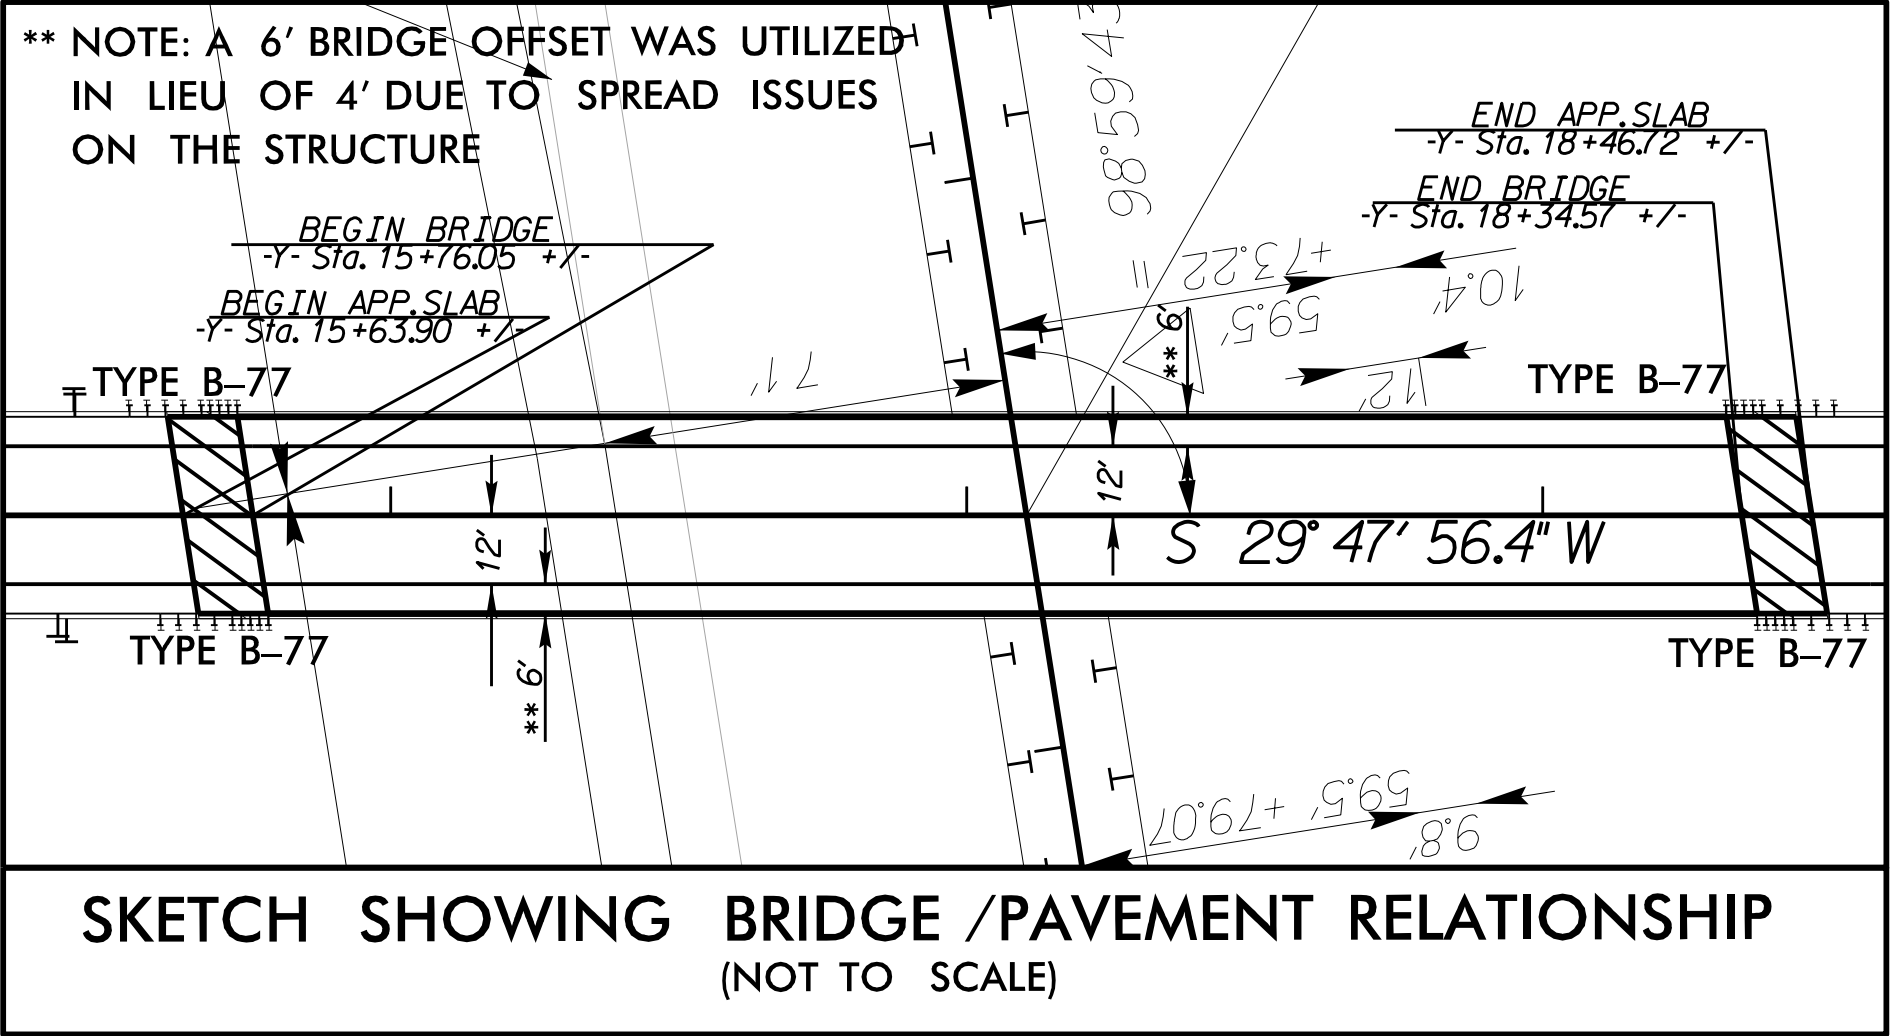 ** NOTE: A 6' BRIDGE OFFSET WAS UTILIZED
IN LIEU OF 4' DUE TO SPREAD ISSUES
ON THE STRUCTURE
BEGIN BRIDGE
-Y- Sta. 15+76.05 +/-
BEGIN APP. SLAB
-Y- Sta. 15+63.90 +/-
END APP. SLAB
-Y- Sta. 18+46.72 +/-
END BRIDGE
-Y- Sta. 18+34.57 +/-
98°59'43
=
+73.22
59.5'
10.4'
12'
71'
** 6'
TYPE B-77
TYPE B-77
12'
12'
S 29° 47' 56.4" W
TYPE B-77
TYPE B-77
** 6'
+79.07
59.5'
9.8'
SKETCH SHOWING BRIDGE /PAVEMENT RELATIONSHIP
(NOT TO SCALE)